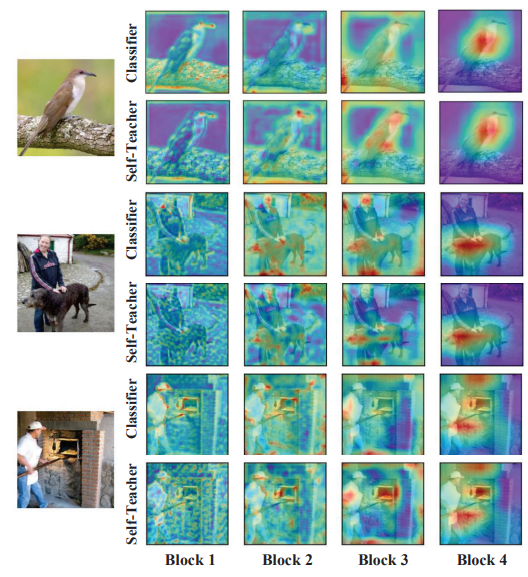 Classifier
Self-Teacher
Classifier
Self-Teacher
Classifier
Self-Teacher
Block 1 Block 2 Block 3 Block 4